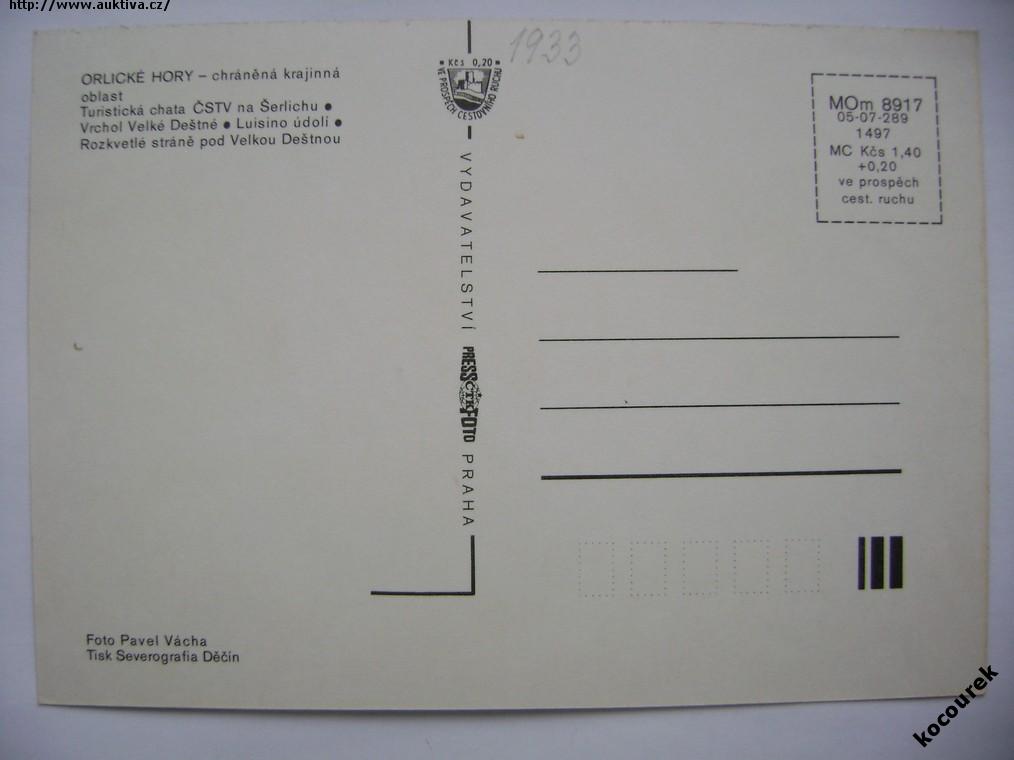 http://www.auktiva.cz/
1933
ORLICKÉ HORY – chráněná krajinná
oblast
Turistická chata ČSTV na Šerlichu ●
Vrchol Velké Deštné ● Luisino údolí ●
Rozkvetlé stráně pod Velkou Deštnou
Kčs 0,20
VE PROSPĚCH CESTOVNÍHO RUCHU
VYDAVATELSTVÍ PRESSFOTO ČTK PRAHA
MOm 8917
05-07-289
1497
MC Kčs 1,40
+0,20
ve prospěch
cest. ruchu
Foto Pavel Vácha
Tisk Severografia Děčín
kocourek